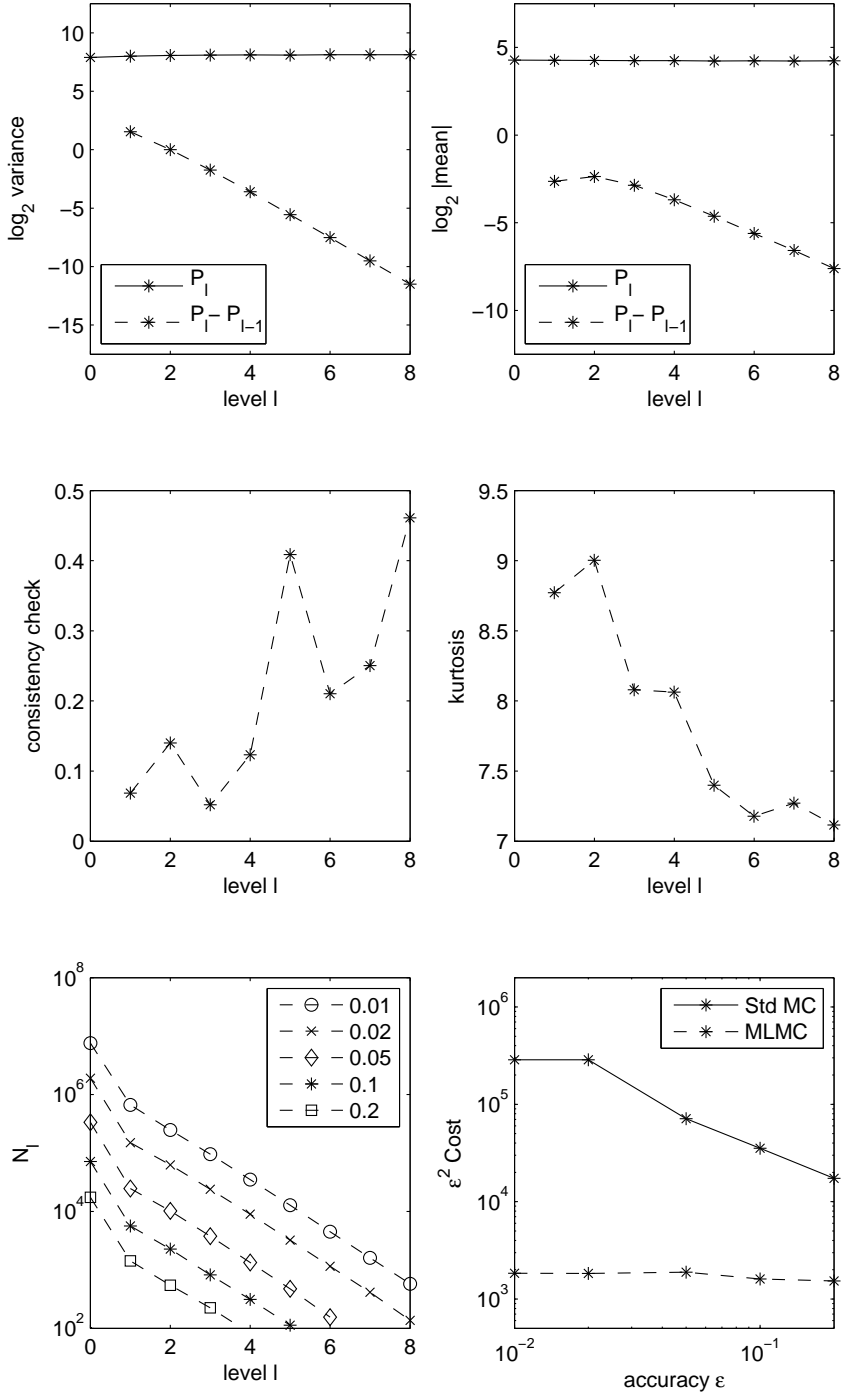 10
5
0
−5
−10
−15
log2 variance
P_l
P_l − P_l−1
0 2 4 6 8
level l
5
0
−5
−10
log2 |mean|
P_l
P_l − P_l−1
0 2 4 6 8
level l
0.5
0.4
0.3
0.2
0.1
0
consistency check
0 2 4 6 8
level l
9.5
9
8.5
8
7.5
7
kurtosis
0 2 4 6 8
level l
10^8
10^6
10^4
10^2
N_l
0.01
0.02
0.05
0.1
0.2
0 2 4 6 8
level l
10^6
10^5
10^4
10^3
ε^2 Cost
Std MC
MLMC
10^−2 10^−1
accuracy ε